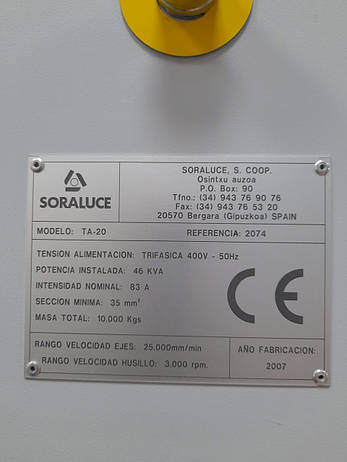 SORALUCE
SORALUCE, S. COOP.
Osintxu auzoa
P.O. Box: 90
Tfno.: (34) 943 76 90 76
Fax: (34) 943 76 53 20
20570 Bergara (Gipuzkoa) SPAIN
MODELO: TA-20
REFERENCIA: 2074
TENSION ALIMENTACION: TRIFASICA 400V - 50Hz
POTENCIA INSTALADA: 46 KVA
INTENSIDAD NOMINAL: 83 A
SECCION MINIMA: 35 mm²
MASA TOTAL: 10.000 Kgs
CE
RANGO VELOCIDAD EJES: 25.000mm/min
RANGO VELOCIDAD HUSILLO: 3.000 rpm.
AÑO FABRICACION:
2007